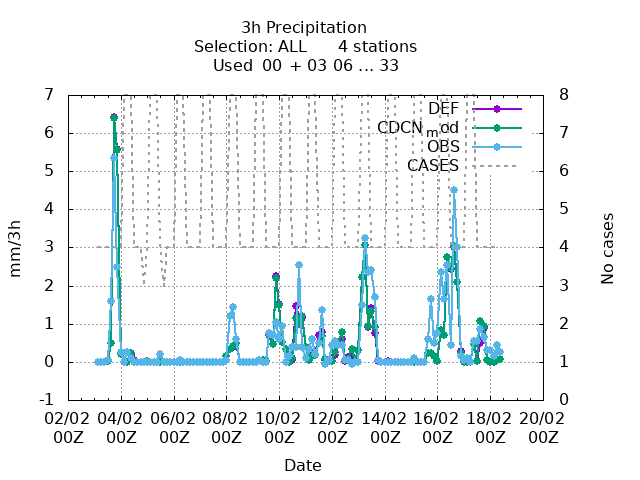 3h Precipitation
Selection: ALL 4 stations
Used 00 + 03 06 ... 33
7 8
DEF
6 CDCN mod 7
OBS
5 CASES 6
4 5
mm/3h
3 4
No cases
2 3
1 2
0 1
-1 0
02/02 04/02 06/02 08/02 10/02 12/02 14/02 16/02 18/02 20/02
00Z 00Z 00Z 00Z 00Z 00Z 00Z 00Z 00Z 00Z
Date